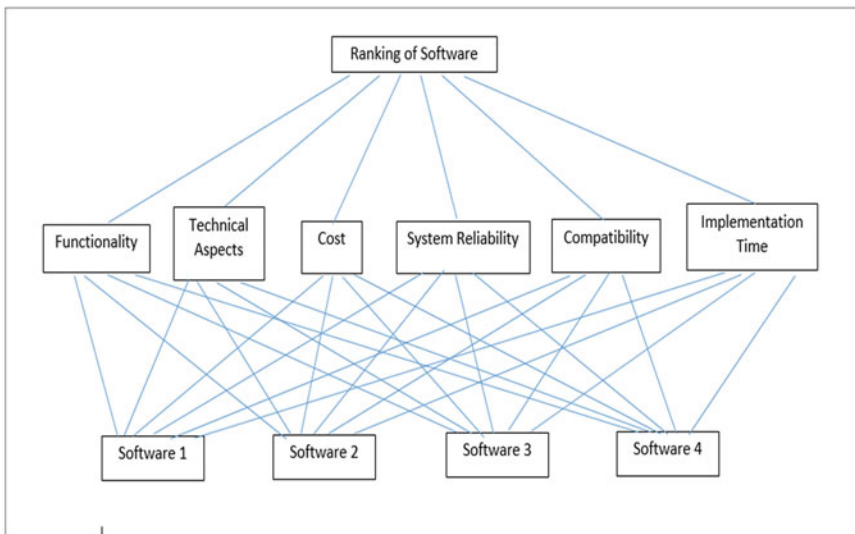 Ranking of Software
Functionality
Technical
Aspects
Cost
System Reliability
Compatibility
Implementation
Time
Software 1
Software 2
Software 3
Software 4